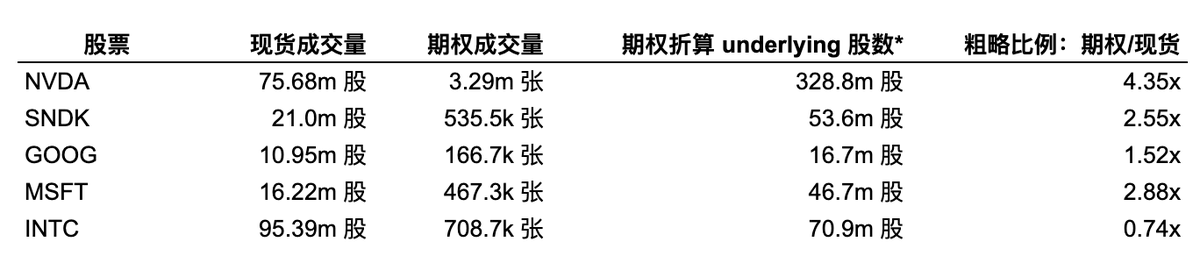 股票 现货成交量 期权成交量 期权折算 underlying 股数* 粗略比例：期权/现货
NVDA 75.68m 股 3.29m 张 328.8m 股 4.35x
SNDK 21.0m 股 535.5k 张 53.6m 股 2.55x
GOOG 10.95m 股 166.7k 张 16.7m 股 1.52x
MSFT 16.22m 股 467.3k 张 46.7m 股 2.88x
INTC 95.39m 股 708.7k 张 70.9m 股 0.74x